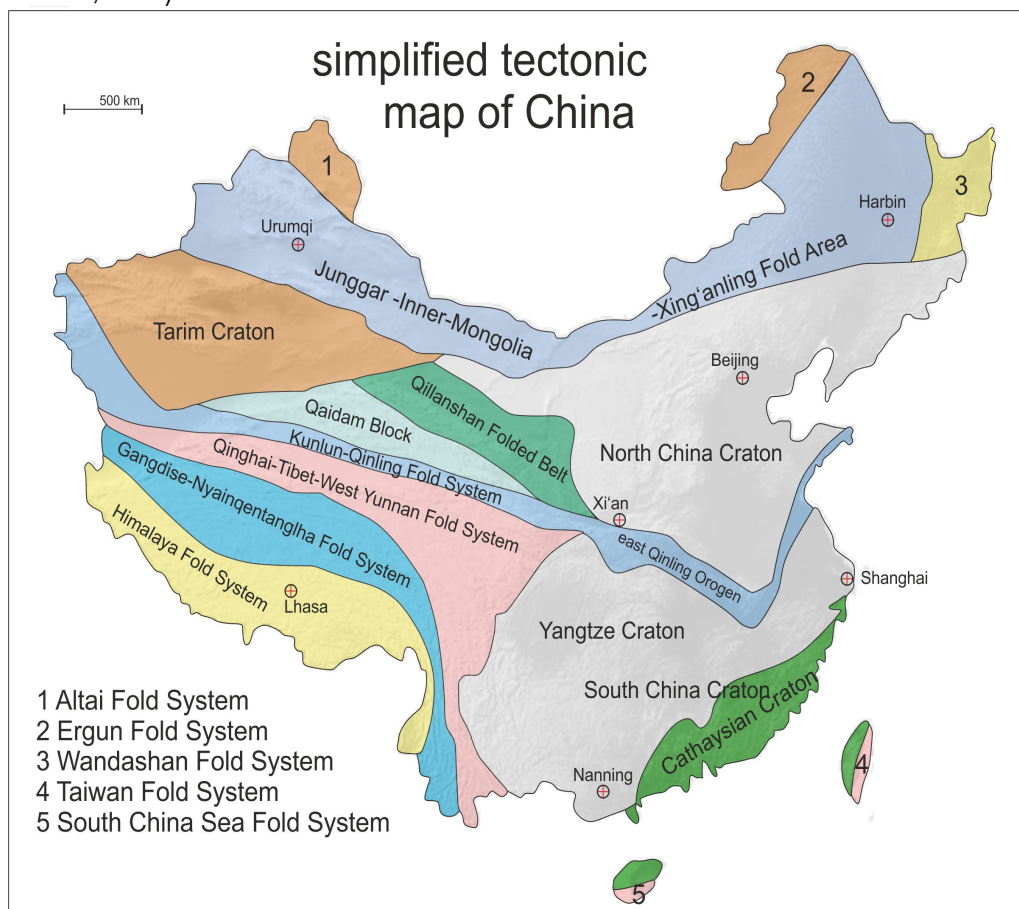 simplified tectonic
map of China
500 km
1
2
3
Harbin
Urumqi
Junggar -Inner-Mongolia
-Xing‘anling Fold Area
Tarim Craton
Beijing
Qillanshan Folded Belt
Qaidam Block
Kunlun-Qinling Fold System
North China Craton
Qinghai-Tibet-West Yunnan Fold System
Gangdise-Nyainqentanglha Fold System
Xi‘an
Himalaya Fold System
east Qinling Orogen
Shanghai
Lhasa
Yangtze Craton
South China Craton
Cathaysian Craton
1 Altai Fold System
2 Ergun Fold System
3 Wandashan Fold System
4 Taiwan Fold System
5 South China Sea Fold System
Nanning
4
5